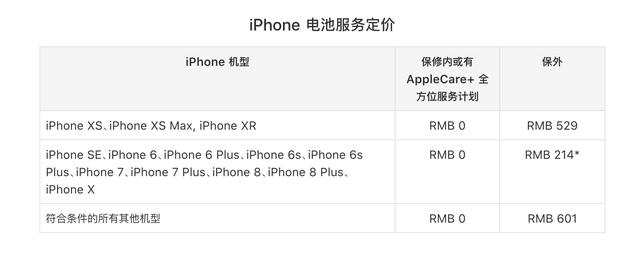 iPhone 电池服务定价
iPhone 机型
保修内或有
AppleCare+ 全
方位服务计划
保外
iPhone XS、iPhone XS Max, iPhone XR
RMB 0
RMB 529
iPhone SE、iPhone 6、iPhone 6 Plus、iPhone 6s、iPhone 6s
Plus、iPhone 7、iPhone 7 Plus、iPhone 8、iPhone 8 Plus、
iPhone X
RMB 0
RMB 214*
符合条件的所有其他机型
RMB 0
RMB 601